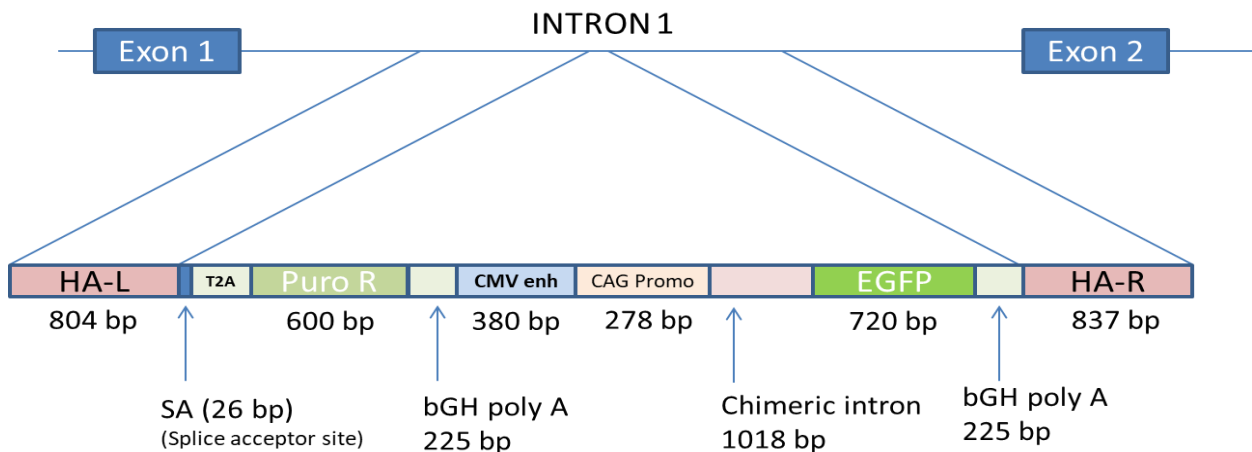 INTRON 1
Exon 1
Exon 2
HA-L
T2A
Puro R
CMV enh
CAG Promo
EGFP
HA-R
804 bp
600 bp
380 bp
278 bp
720 bp
837 bp
SA (26 bp)
(Splice acceptor site)
bGH poly A
225 bp
Chimeric intron
1018 bp
bGH poly A
225 bp